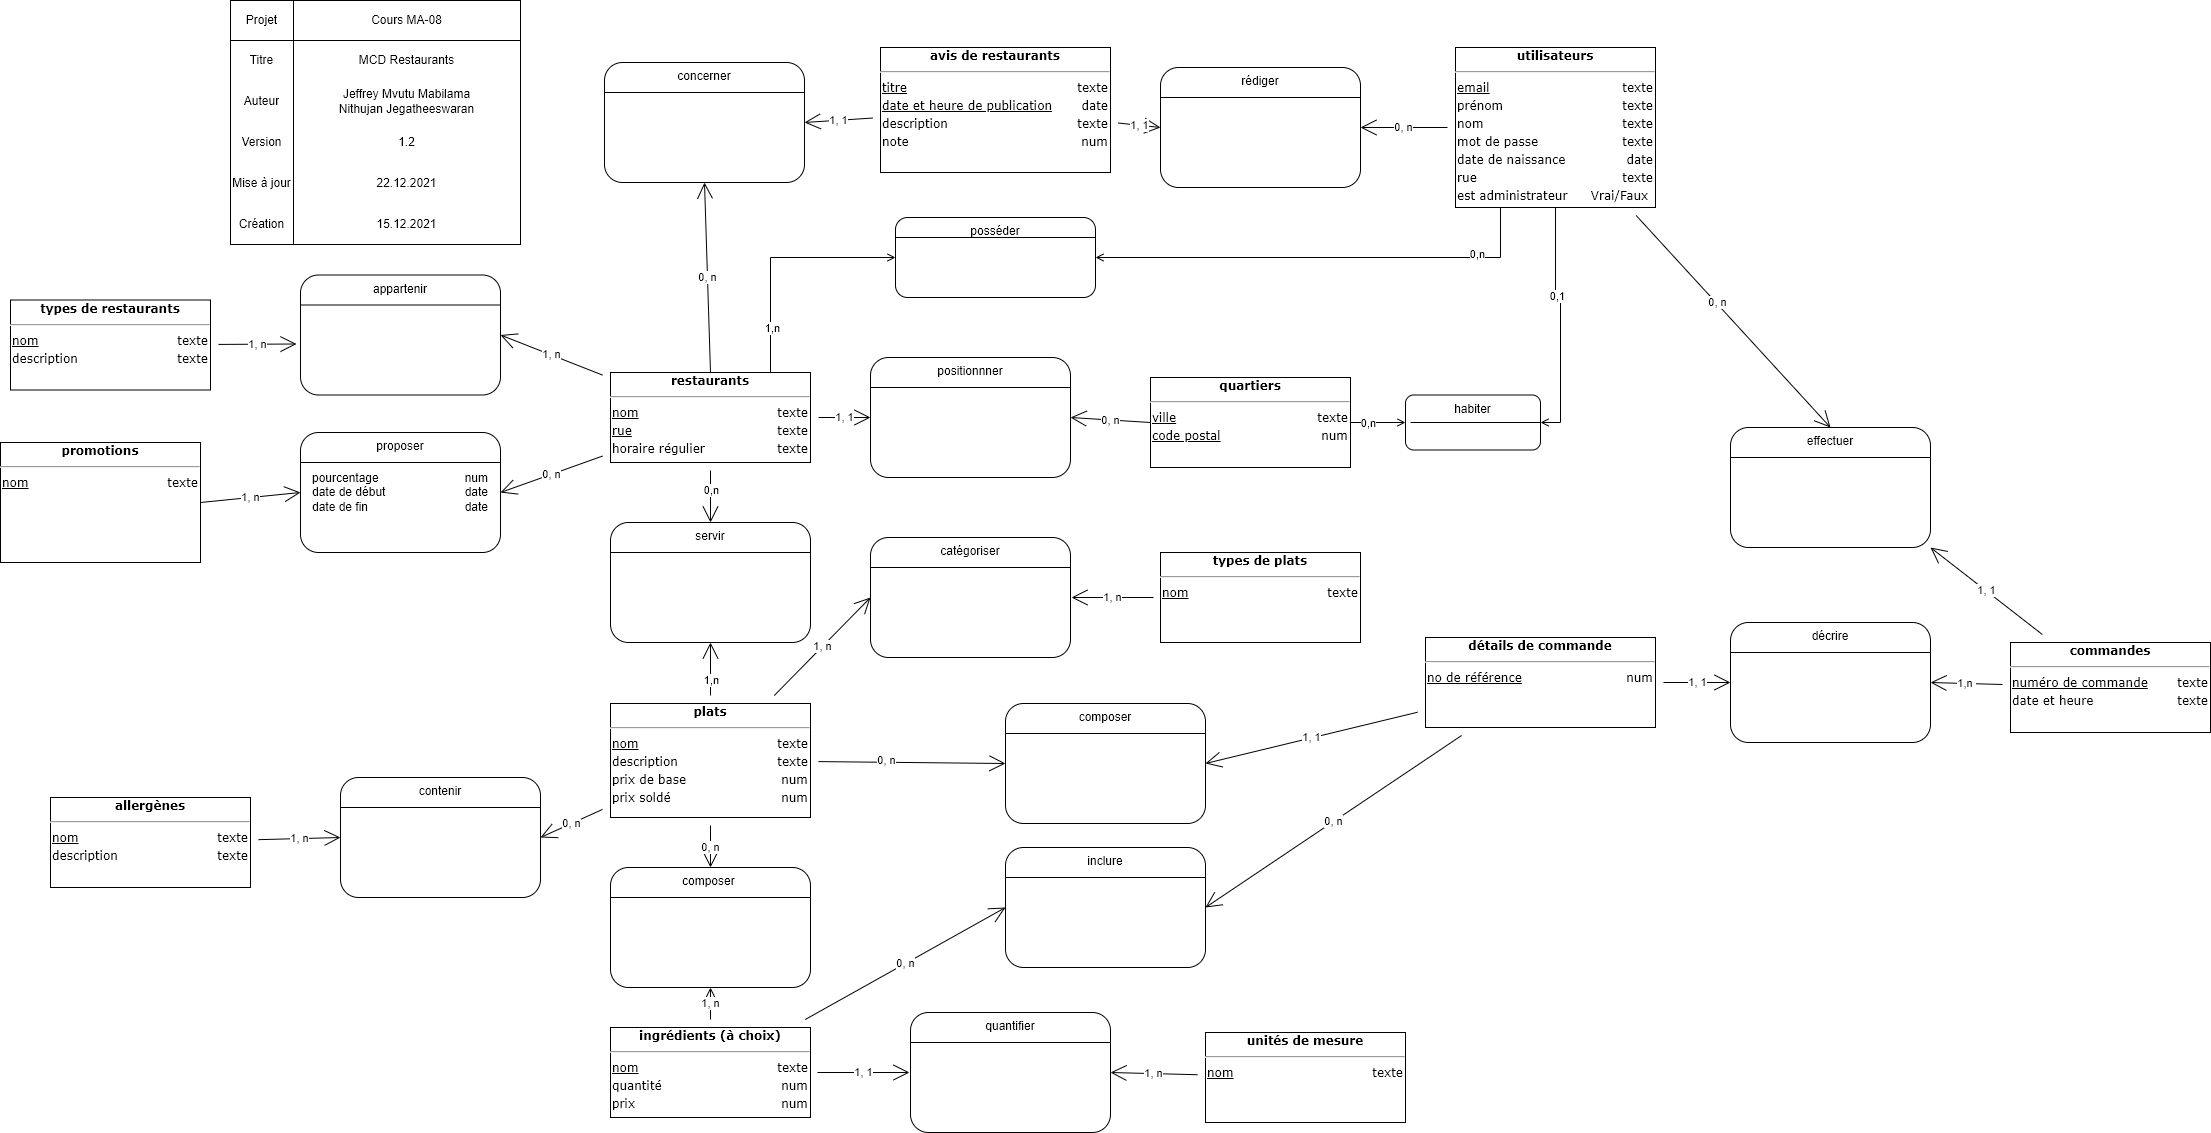 Projet Cours MA-08
Titre MCD Restaurants
Auteur Jeffrey Mvutu Mabilama
Nithujan Jegatheeswaran
Version 1.2
Mise à jour 22.12.2021
Création 15.12.2021
concerner
avis de restaurants
titre texte
date et heure de publication date
description texte
note num
rédiger
utilisateurs
email texte
prénom texte
nom texte
mot de passe texte
date de naissance date
rue texte
est administrateur Vrai/Faux
1, 1
1, 1
0, n
posséder
0,n
0, n
1,n
0,1
0, n
types de restaurants
nom texte
description texte
1, n
appartenir
1, n
restaurants
nom texte
rue texte
horaire régulier texte
1, 1
positionnner
0, n
quartiers
ville texte
code postal num
0,n
habiter
effectuer
promotions
nom texte
1, n
proposer
pourcentage num
date de début date
date de fin date
0, n
0,n
servir
1,n
catégoriser
1, n
1, n
types de plats
nom texte
1, 1
détails de commande
no de référence num
1, 1
décrire
1,n
commandes
numéro de commande texte
date et heure texte
plats
nom texte
description texte
prix de base num
prix soldé num
0, n
composer
1, 1
allergènes
nom texte
description texte
1, n
contenir
0, n
0, n
composer
1, n
inclure
0, n
0, n
ingrédients (à choix)
nom texte
quantité num
prix num
1, 1
quantifier
1, n
unités de mesure
nom texte